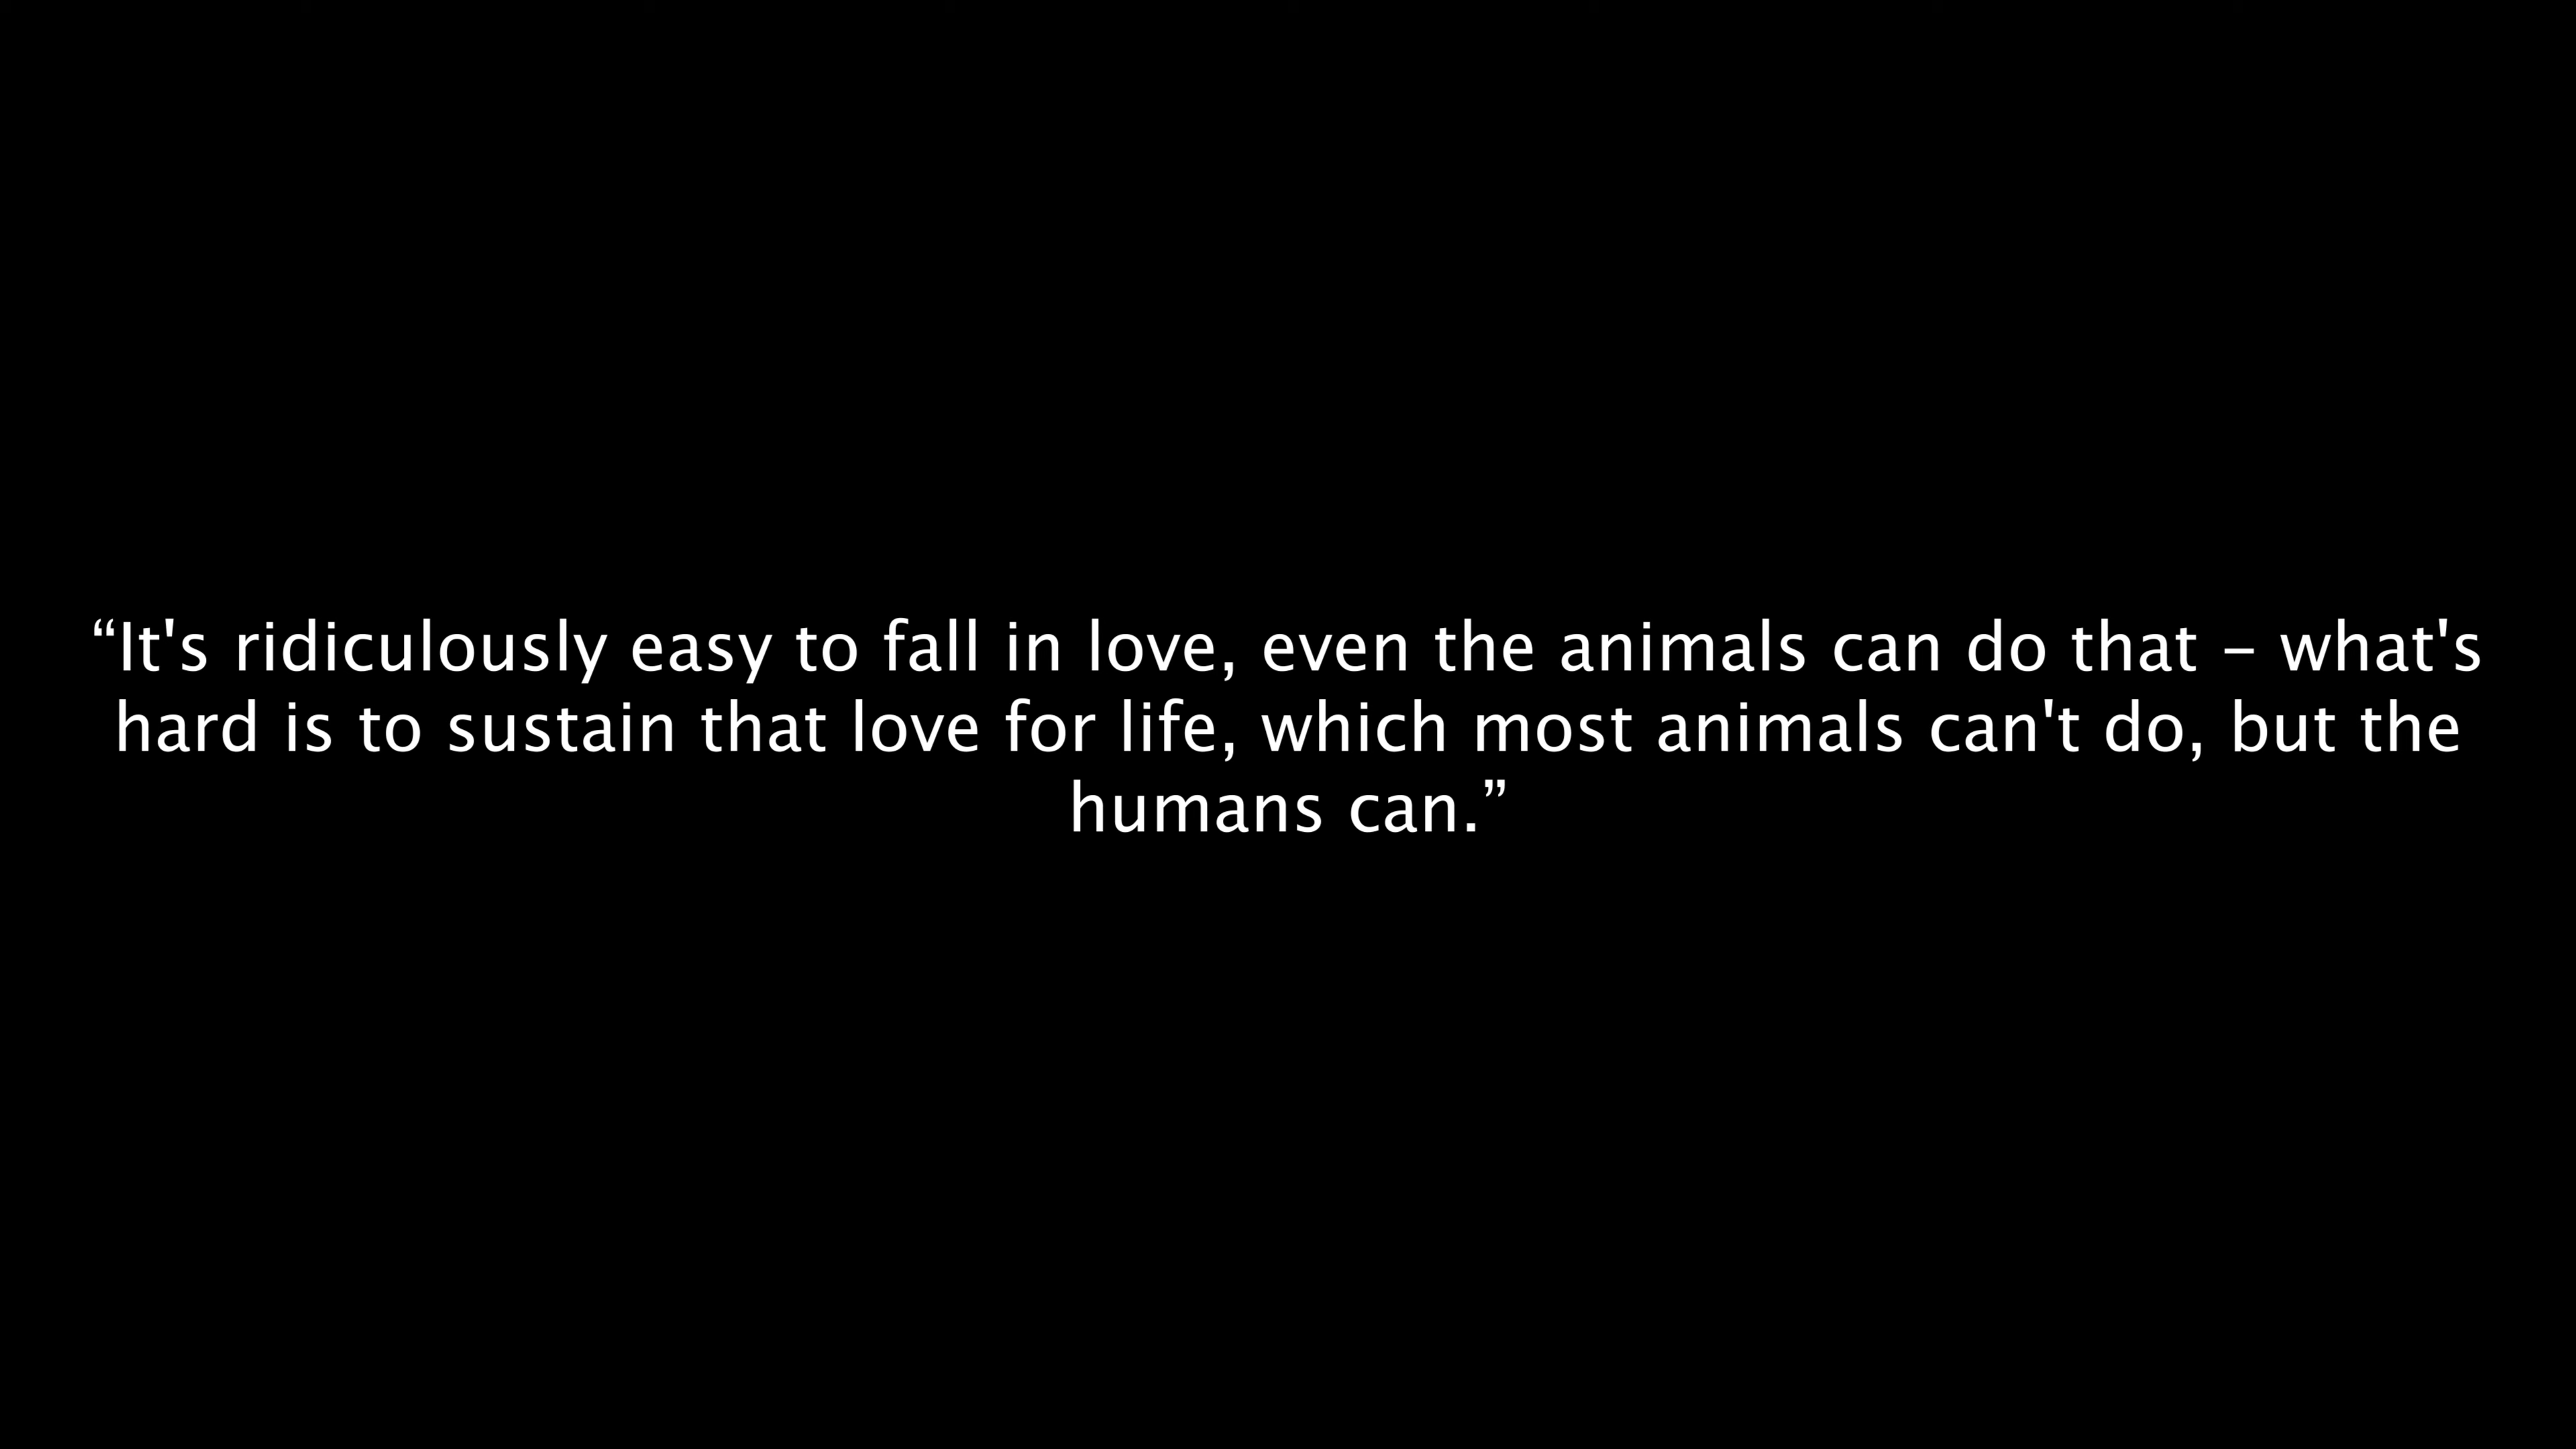 “It's ridiculously easy to fall in love, even the animals can do that – what's
hard is to sustain that love for life, which most animals can't do, but the
humans can.”